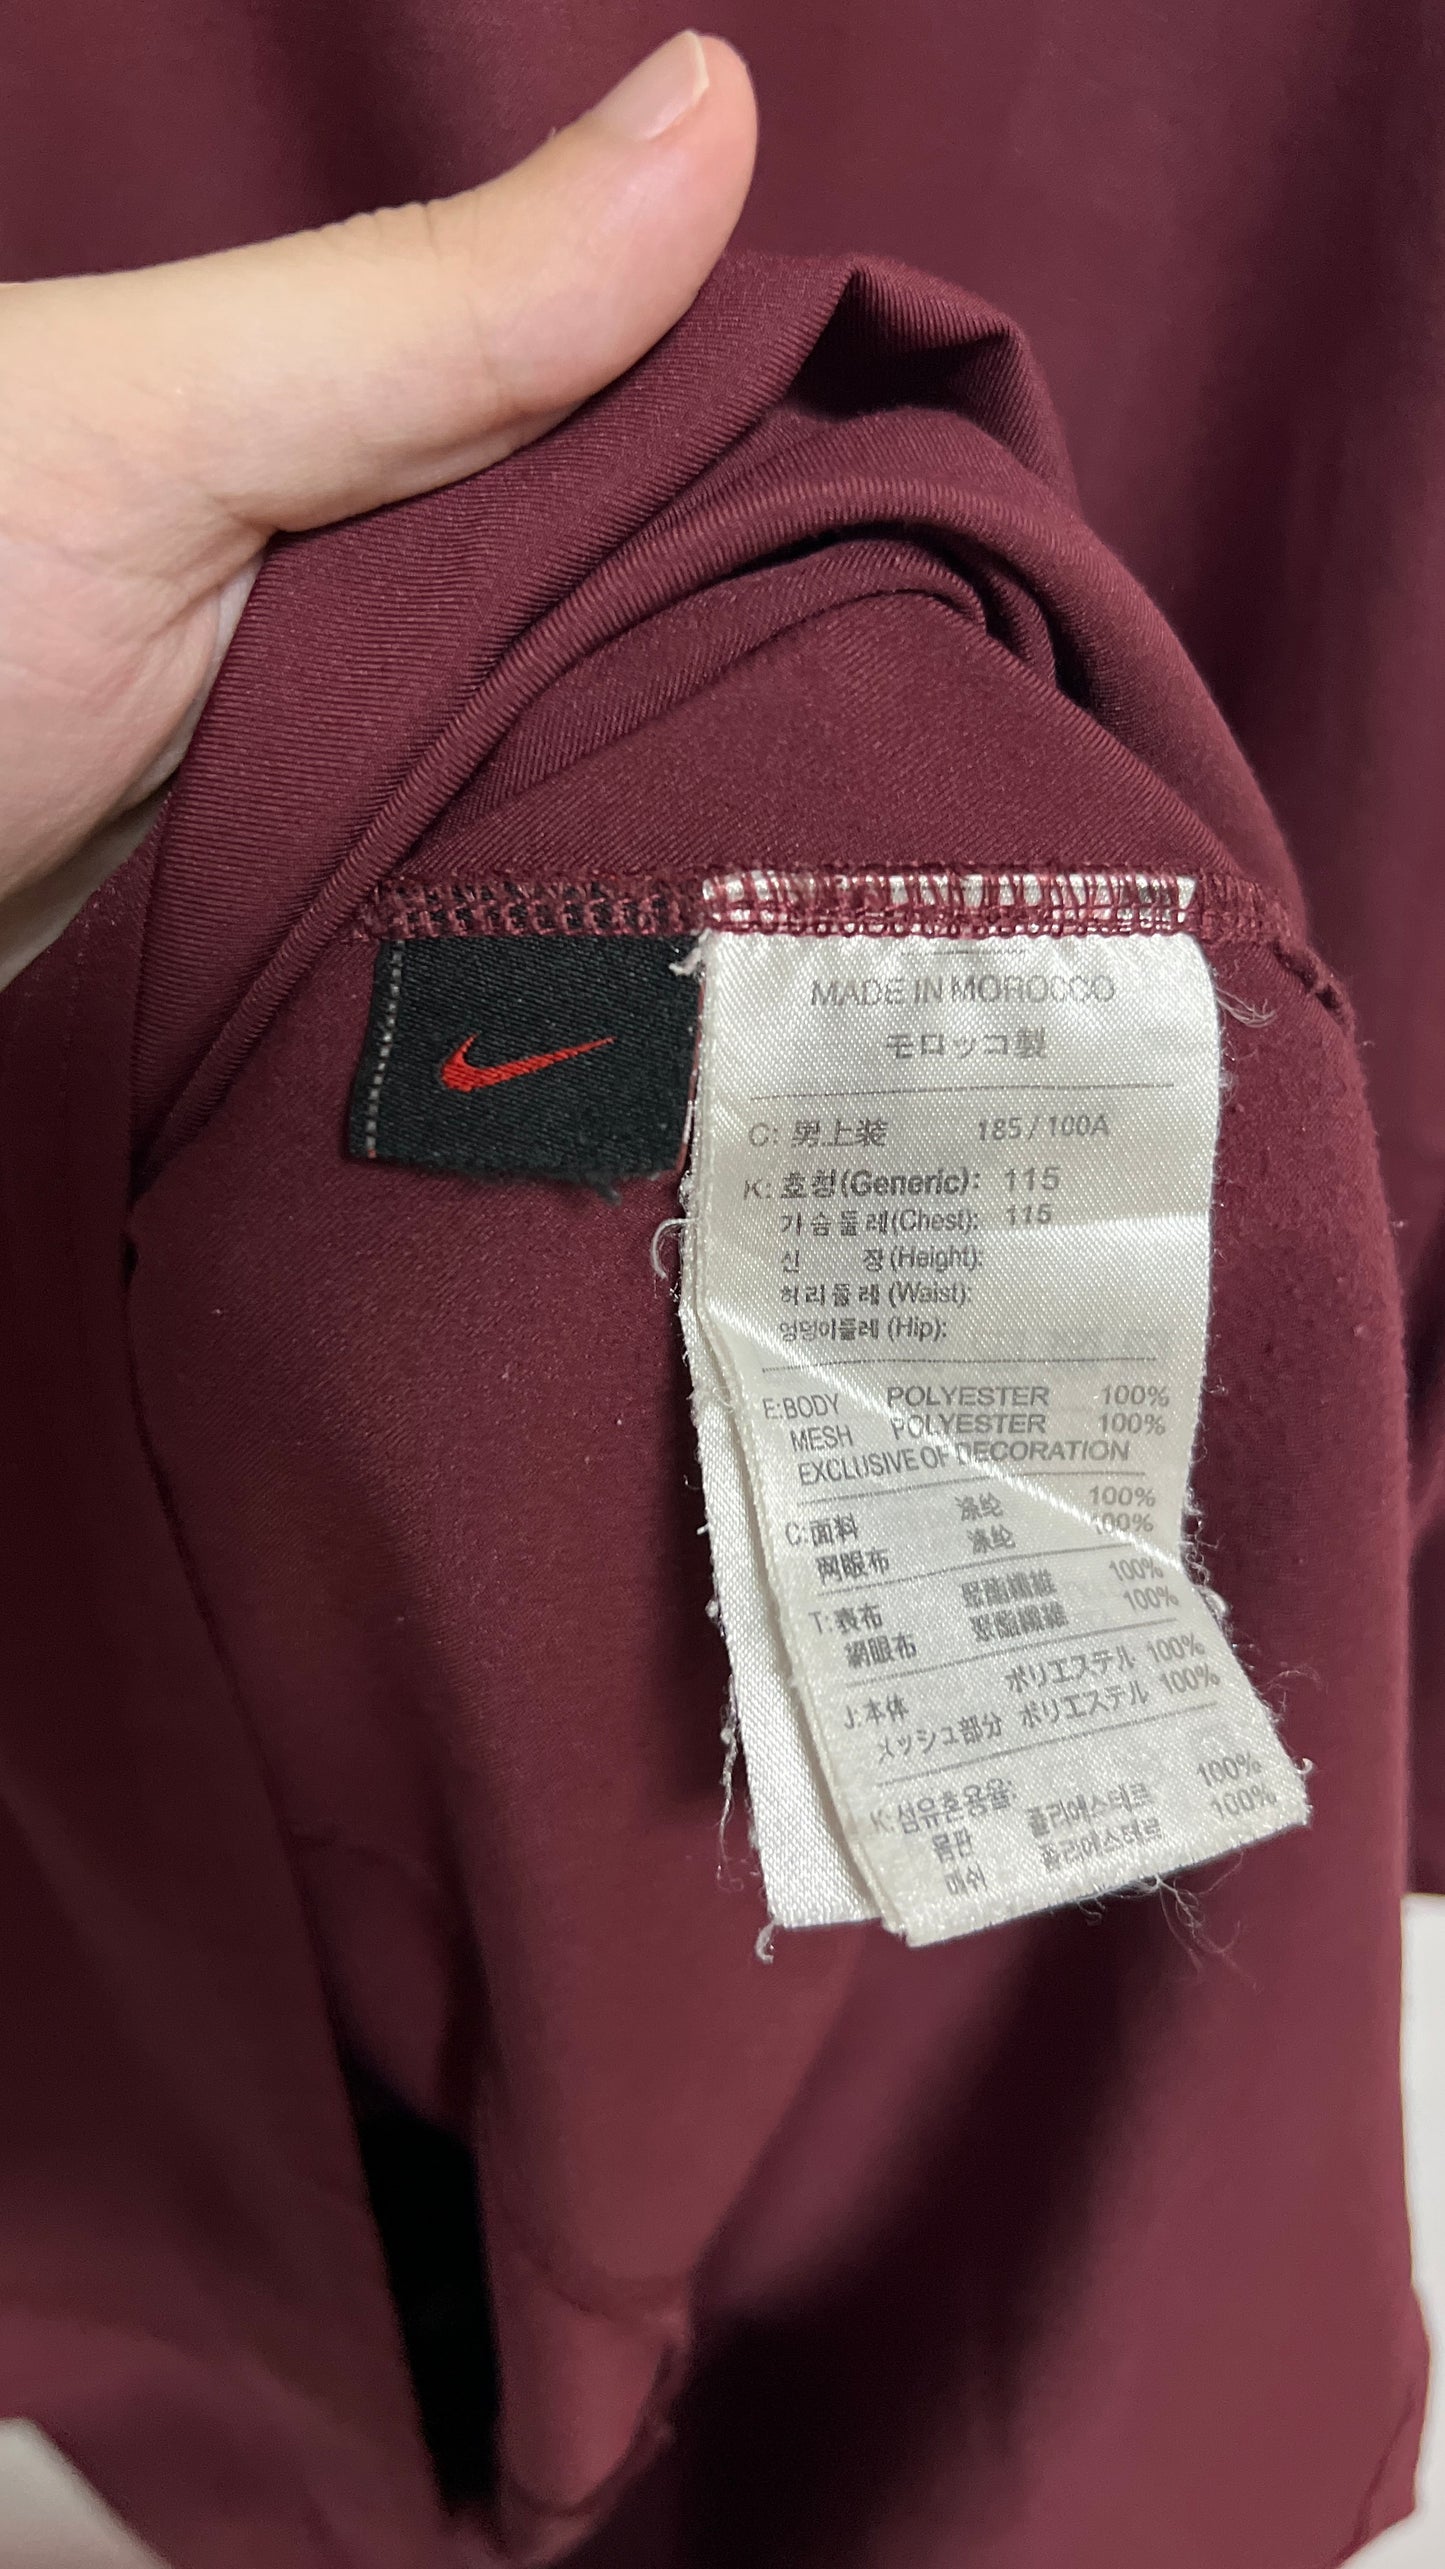 MADE IN MOROCCO
モロッコ製
C: 男上装 185/100A
K: 호칭(Generic): 115
가슴둘레(Chest): 115
신 장(Height):
허리둘레(Waist):
엉덩이둘레(Hip):
E:BODY POLYESTER 100%
MESH POLYESTER 100%
EXCLUSIVE OF DECORATION
C:面料 涤纶 100%
网眼布 涤纶 100%
T:表布 聚酯纖維 100%
網眼布 聚酯纖維 100%
J:本体 ポリエステル 100%
メッシュ部分 ポリエステル 100%
K:섬유혼용율:
몸판 폴리에스테르 100%
매쉬 폴리에스테르 100%